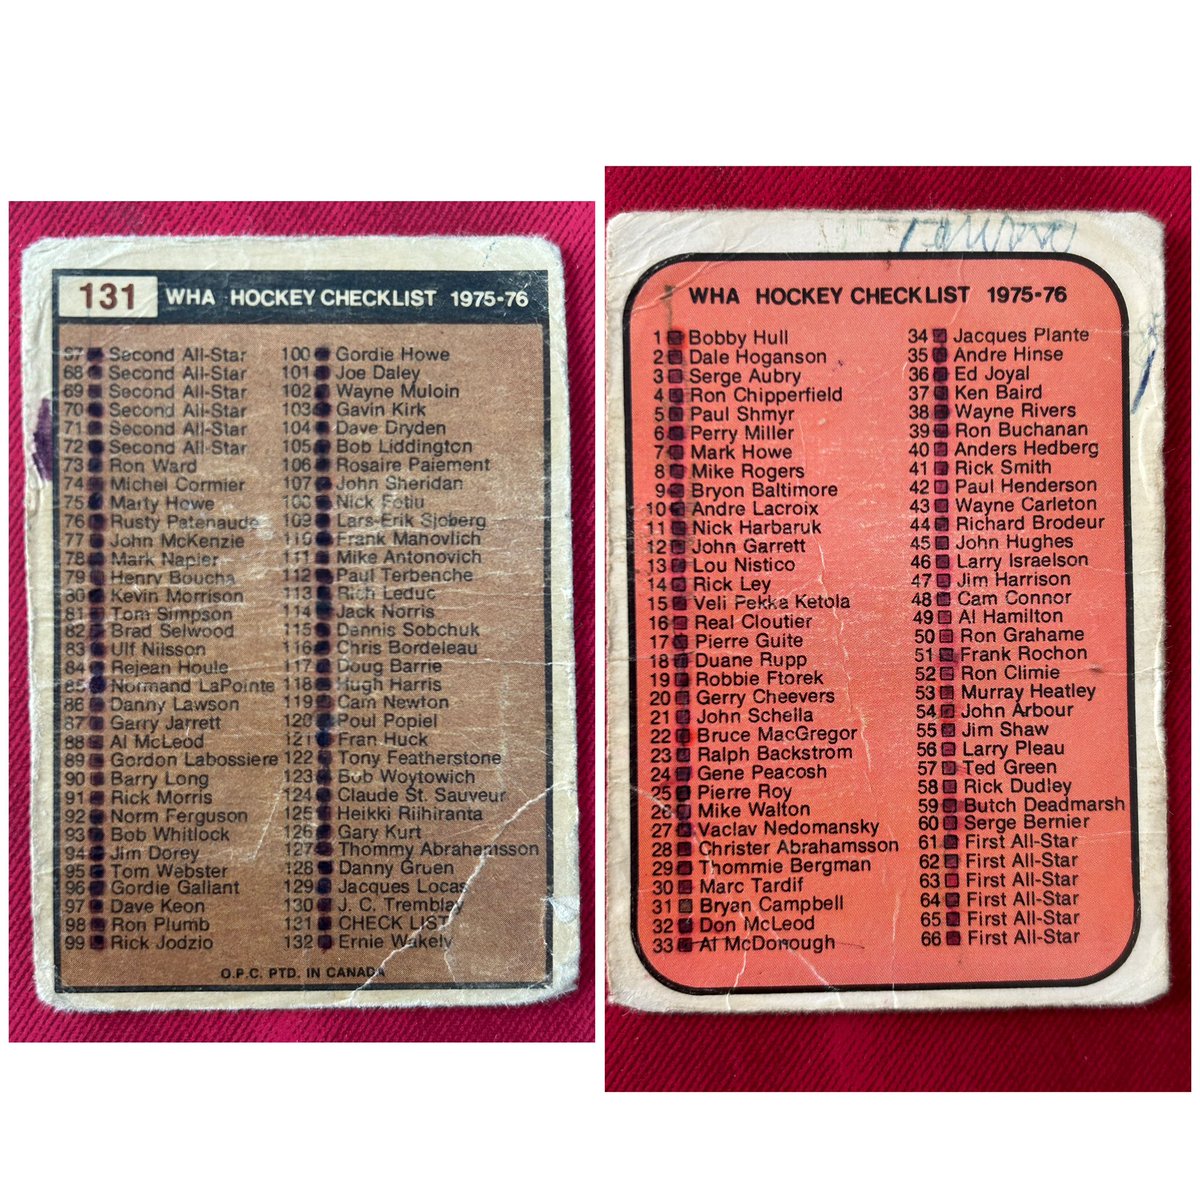 131 WHA HOCKEY CHECKLIST 1975-76
67 Second All-Star
68 Second All-Star
69 Second All-Star
70 Second All-Star
71 Second All-Star
72 Second All-Star
73 Ron Ward
74 Michel Cormier
75 Marty Howe
76 Rusty Patenaude
77 John McKenzie
78 Mark Napier
79 Henry Boucha
80 Kevin Morrison
81 Tom Simpson
82 Brad Selwood
83 Ulf Nilsson
84 Rejean Houle
85 Normand LaPointe
86 Danny Lawson
87 Garry Jarrett
88 Al McLeod
89 Gordon Labossiere
90 Barry Long
91 Rick Morris
92 Norm Ferguson
93 Bob Whitlock
94 Jim Dorey
95 Tom Webster
96 Gordie Gallant
97 Dave Keon
98 Ron Plumb
99 Rick Jodzio
100 Gordie Howe
101 Joe Daley
102 Wayne Muloin
103 Gavin Kirk
104 Dave Dryden
105 Bob Liddington
106 Rosaire Paiement
107 John Sheridan
108 Nick Fotiu
109 Lars-Erik Sjoberg
110 Frank Mahovlich
111 Mike Antonovich
112 Paul Terbenche
113 Rich Leduc
114 Jack Norris
115 Dennis Sobchuk
116 Chris Bordeleau
117 Doug Barrie
118 Hugh Harris
119 Cam Newton
120 Poul Popiel
121 Fran Huck
122 Tony Featherstone
123 Bob Woytowich
124 Claude St. Sauveur
125 Heikki Riihiranta
126 Gary Kurt
127 Thommy Abrahamsson
128 Danny Gruen
129 Jacques Locas
130 J. C. Tremblay
131 CHECK LIST
132 Ernie Wakely
O.P.C. PTD. IN CANADA
WHA HOCKEY CHECKLIST 1975-76
1 Bobby Hull
2 Dale Hoganson
3 Serge Aubry
4 Ron Chipperfield
5 Paul Shmyr
6 Perry Miller
7 Mark Howe
8 Mike Rogers
9 Bryon Baltimore
10 Andre Lacroix
11 Nick Harbaruk
12 John Garrett
13 Lou Nistico
14 Rick Ley
15 Veli Pekka Ketola
16 Real Cloutier
17 Pierre Guite
18 Duane Rupp
19 Robbie Ftorek
20 Gerry Cheevers
21 John Schella
22 Bruce MacGregor
23 Ralph Backstrom
24 Gene Peacosh
25 Pierre Roy
26 Mike Walton
27 Vaclav Nedomansky
28 Christer Abrahamsson
29 Thommie Bergman
30 Marc Tardif
31 Bryan Campbell
32 Don McLeod
33 Al McDonough
34 Jacques Plante
35 Andre Hinse
36 Ed Joyal
37 Ken Baird
38 Wayne Rivers
39 Ron Buchanan
40 Anders Hedberg
41 Rick Smith
42 Paul Henderson
43 Wayne Carleton
44 Richard Brodeur
45 John Hughes
46 Larry Israelson
47 Jim Harrison
48 Cam Connor
49 Al Hamilton
50 Ron Grahame
51 Frank Rochon
52 Ron Climie
53 Murray Heatley
54 John Arbour
55 Jim Shaw
56 Larry Pleau
57 Ted Green
58 Rick Dudley
59 Butch Deadmarsh
60 Serge Bernier
61 First All-Star
62 First All-Star
63 First All-Star
64 First All-Star
65 First All-Star
66 First All-Star